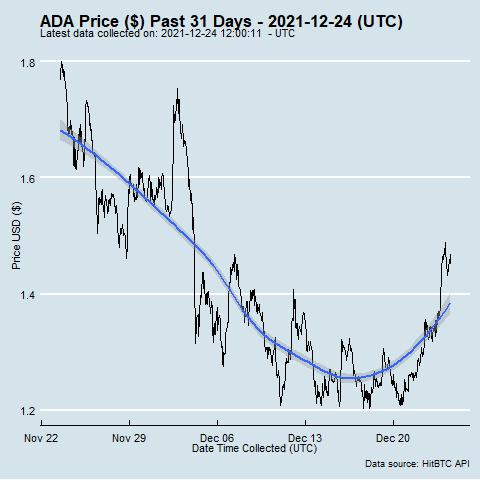 ADA Price ($) Past 31 Days - 2021-12-24 (UTC)
Latest data collected on: 2021-12-24 12:00:11 - UTC
1.8
1.6
1.4
1.2
Price USD ($)
Nov 22 Nov 29 Dec 06 Dec 13 Dec 20
Date Time Collected (UTC)
Data source: HitBTC API